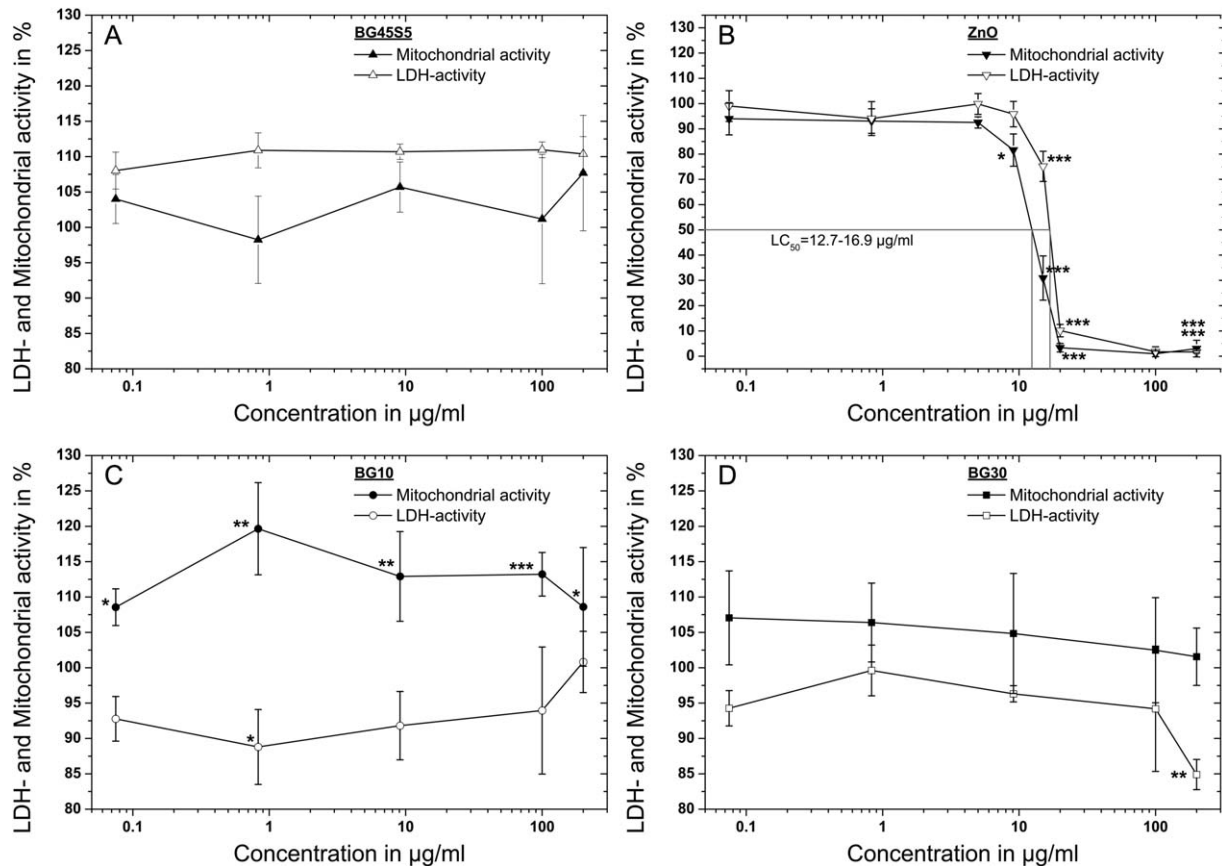 A
BG45S5
Mitochondrial activity
LDH-activity
LDH- and Mitochondrial activity in %
130
125
120
115
110
105
100
95
90
85
80
0.1 1 10 100
Concentration in µg/ml
B
ZnO
Mitochondrial activity
LDH-activity
LDH- and Mitochondrial activity in %
130
120
110
100
90
80
70
60
50
40
30
20
10
0
*
***
LC50=12.7-16.9 µg/ml
***
***
***
***
***
0.1 1 10 100
Concentration in µg/ml
C
BG10
Mitochondrial activity
LDH-activity
LDH- and Mitochondrial activity in %
130
125
120
115
110
105
100
95
90
85
80
*
**
**
***
*
*
0.1 1 10 100
Concentration in µg/ml
D
BG30
Mitochondrial activity
LDH-activity
LDH- and Mitochondrial activity in %
130
125
120
115
110
105
100
95
90
85
80
**
0.1 1 10 100
Concentration in µg/ml